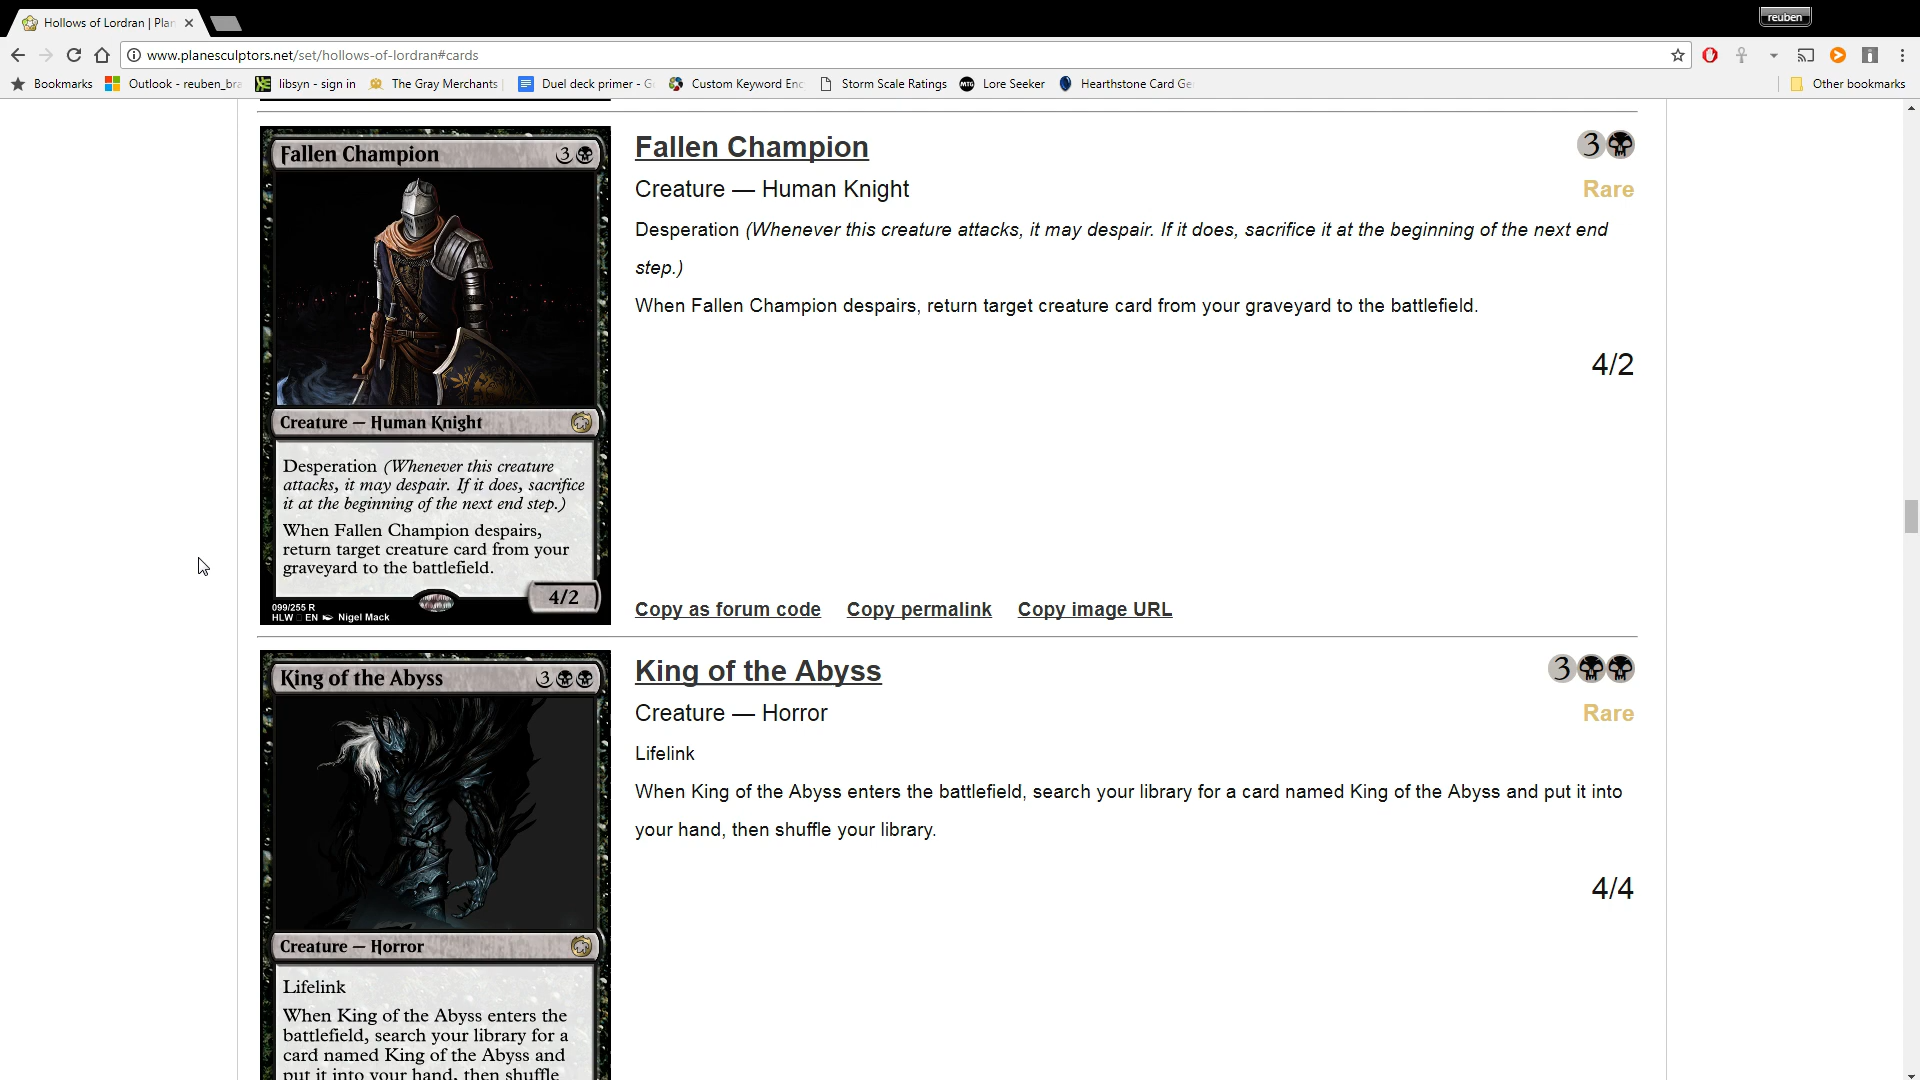 Hollows of Lordran | Plan
reuben
www.planesculptors.net/set/hollows-of-lordran#cards
Bookmarks
Outlook - reuben_bra
libsyn - sign in
The Gray Merchants
Duel deck primer - G
Custom Keyword Enc
Storm Scale Ratings
MTG
Lore Seeker
Hearthstone Card Ge
Other bookmarks
Fallen Champion 3
Creature — Human Knight
Desperation (Whenever this creature
attacks, it may despair. If it does, sacrifice
it at the beginning of the next end step.)
When Fallen Champion despairs,
return target creature card from your
graveyard to the battlefield.
4/2
099/255 R
HLW EN Nigel Mack
Fallen Champion
3
Creature — Human Knight
Rare
Desperation (Whenever this creature attacks, it may despair. If it does, sacrifice it at the beginning of the next end
step.)
When Fallen Champion despairs, return target creature card from your graveyard to the battlefield.
4/2
Copy as forum code Copy permalink Copy image URL
King of the Abyss 3
Creature — Horror
Lifelink
When King of the Abyss enters the
battlefield, search your library for a
card named King of the Abyss and
put it into your hand, then shuffle
King of the Abyss
3
Creature — Horror
Rare
Lifelink
When King of the Abyss enters the battlefield, search your library for a card named King of the Abyss and put it into
your hand, then shuffle your library.
4/4